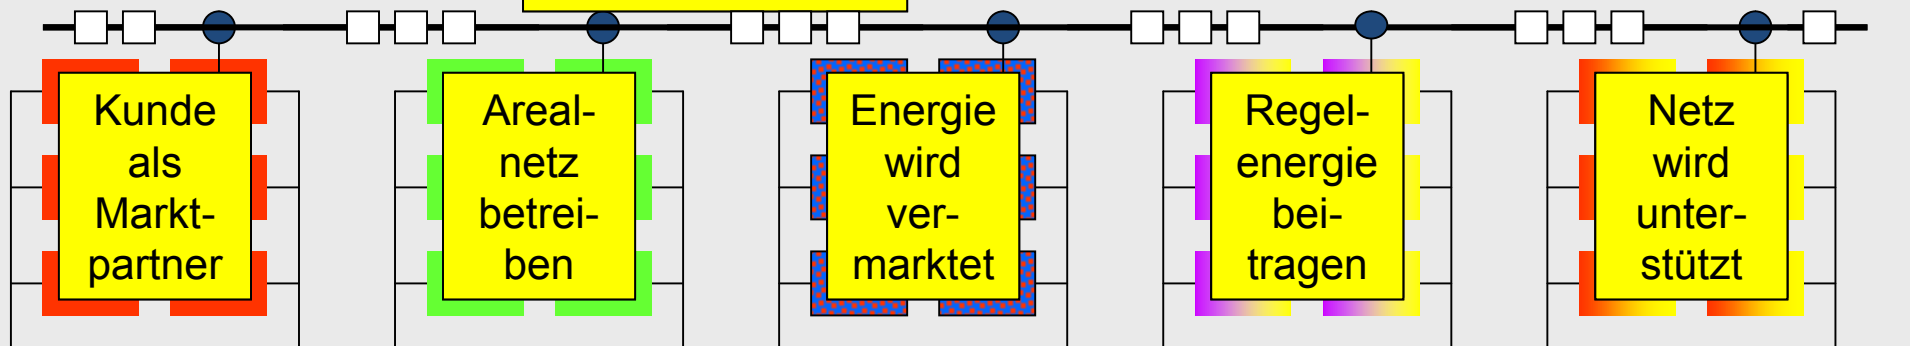 Kunde
als
Markt-
partner
Areal-
netz
betrei-
ben
Energie
wird
ver-
marktet
Regel-
energie
bei-
tragen
Netz
wird
unter-
stützt